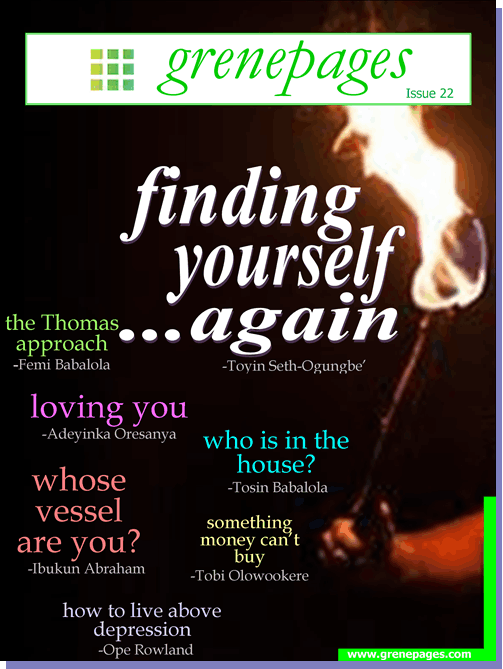 grenepages
Issue 22
finding
yourself
...again
-Toyin Seth-Ogungbe'
the Thomas
approach
-Femi Babalola
loving you
-Adeyinka Oresanya
who is in the
house?
-Tosin Babalola
whose
vessel
are you?
-Ibukun Abraham
something
money can't
buy
-Tobi Olowookere
how to live above
depression
-Ope Rowland
www.grenepages.com